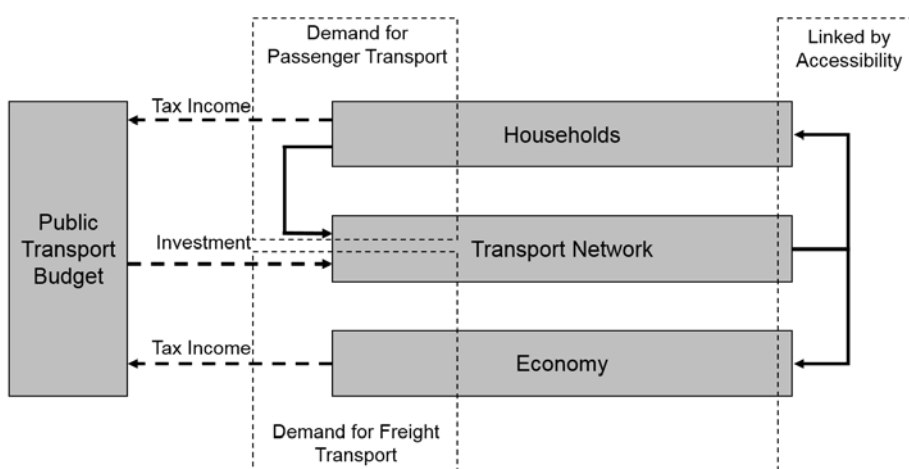 Demand for
Passenger Transport
Linked by
Accessibility
Tax Income
Households
Public
Transport
Budget
Investment
Transport Network
Tax Income
Economy
Demand for Freight
Transport